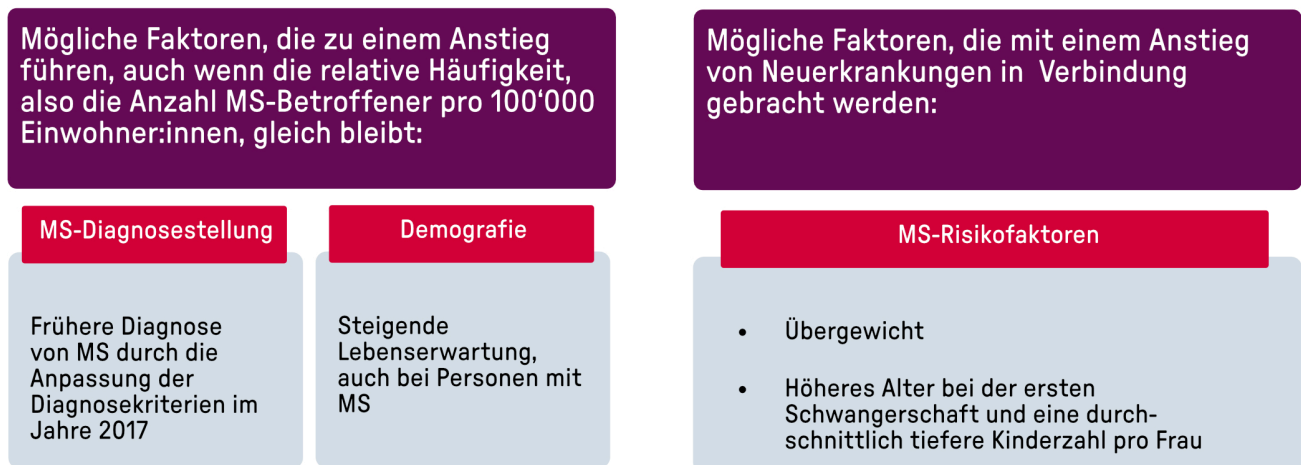 Mögliche Faktoren, die zu einem Anstieg
führen, auch wenn die relative Häufigkeit,
also die Anzahl MS-Betroffener pro 100‘000
Einwohner:innen, gleich bleibt:
MS-Diagnosestellung
Frühere Diagnose
von MS durch die
Anpassung der
Diagnosekriterien im
Jahre 2017
Demografie
Steigende
Lebenserwartung,
auch bei Personen mit
MS
Mögliche Faktoren, die mit einem Anstieg
von Neuerkrankungen in Verbindung
gebracht werden:
MS-Risikofaktoren
• Übergewicht
• Höheres Alter bei der ersten
Schwangerschaft und eine durch-
schnittlich tiefere Kinderzahl pro Frau